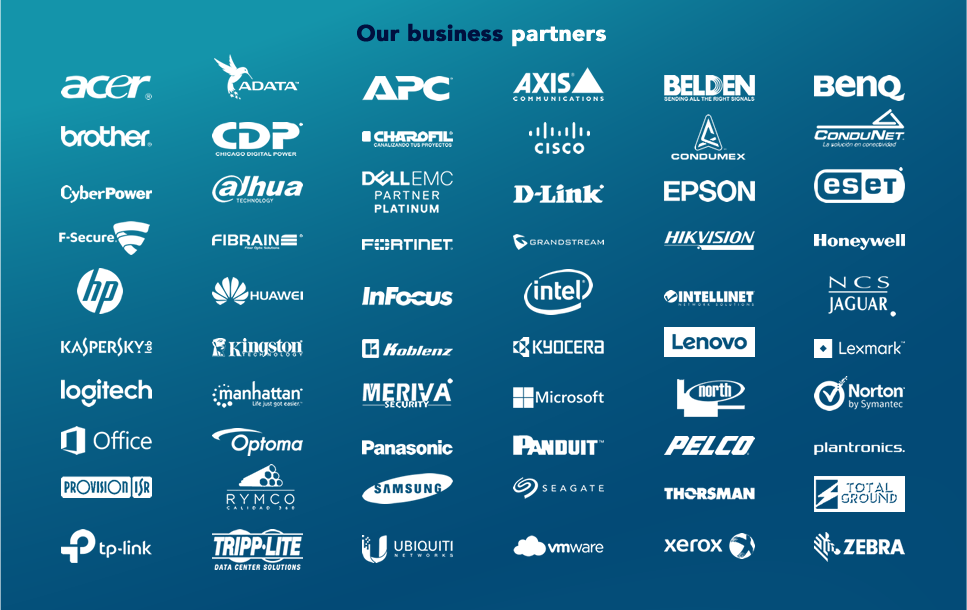 Our business partners
acer
ADATA
APC
AXIS
COMMUNICATIONS
BELDEN
SENDING ALL THE RIGHT SIGNALS
BenQ
brother
CDP
CHICAGO DIGITAL POWER
CHAROFIL
CANALIZANDO TUS PROYECTOS
CISCO
CONDUMEX
CONDUNET
La solución en conectividad
CyberPower
alhua
TECHNOLOGY
DELLEMC
PARTNER
PLATINUM
D-Link
EPSON
eseT
F-Secure.
FIBRAIN
FORTINET
GRANDSTREAM
HIKVISION
Honeywell
hp
HUAWEI
InFocus
intel
INTELLINET
NETWORK SOLUTIONS
NCS
JAGUAR.
KASPERSKY lab
Kingston
TECHNOLOGY
Koblenz
KYOCERA
Lenovo
Lexmark™
logitech
manhattan
Life just got easier.™
MERIVA
SECURITY
Microsoft
north
Norton
by Symantec
Office
Optoma
Panasonic
PANDUIT™
PELCO
plantronics.
PROVISION ISR
RYMCO
CALIDAD 360
SAMSUNG
SEAGATE
THORSMAN
TOTAL
GROUND
tp-link
TRIPP·LITE
DATA CENTER SOLUTIONS
U UBIQUITI
NETWORKS
vmware
xerox
ZEBRA